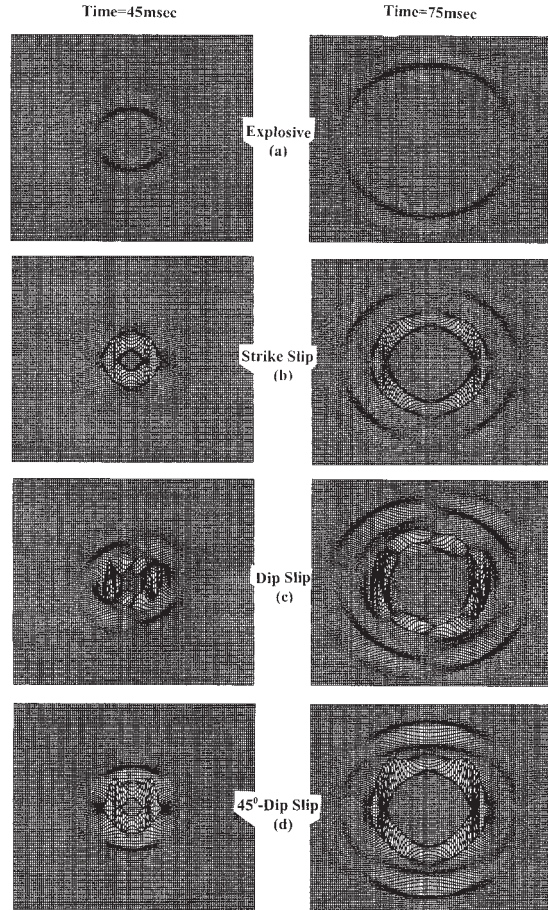 Time=45msec
Time=75msec
Explosive
(a)
Strike Slip
(b)
Dip Slip
(c)
45⁰-Dip Slip
(d)